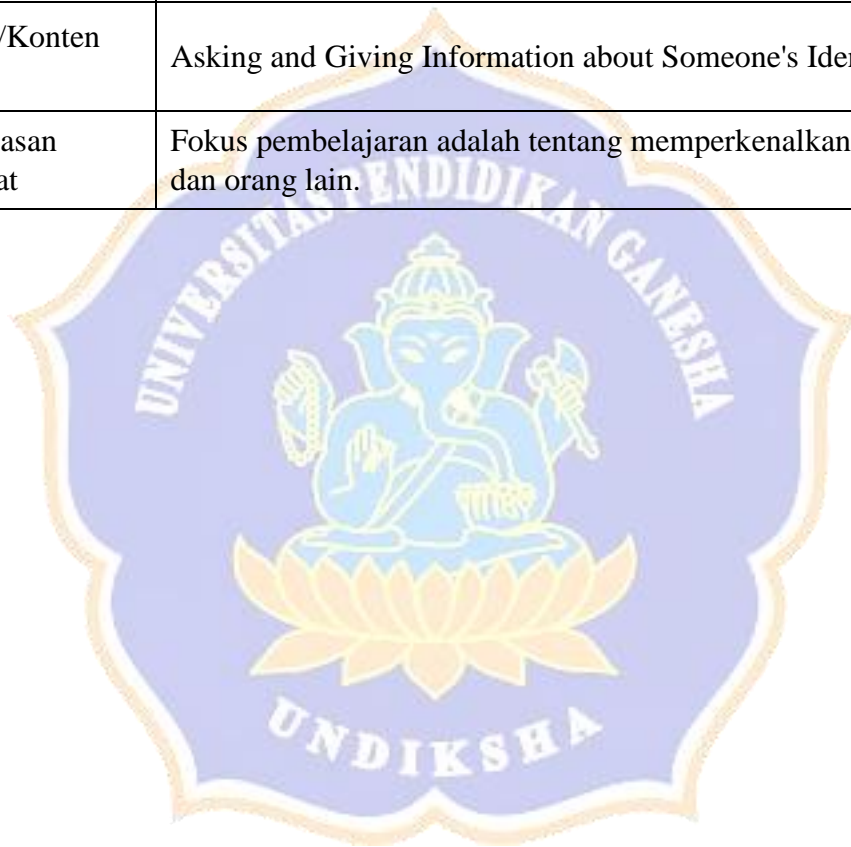 /Konten
Asking and Giving Information about Someone's
asan
Fokus pembelajaran adalah tentang memperkenalkan
at
dan orang lain.
UNIVERSITAS PENDIDIKAN GANESHA
UNDIKSHA